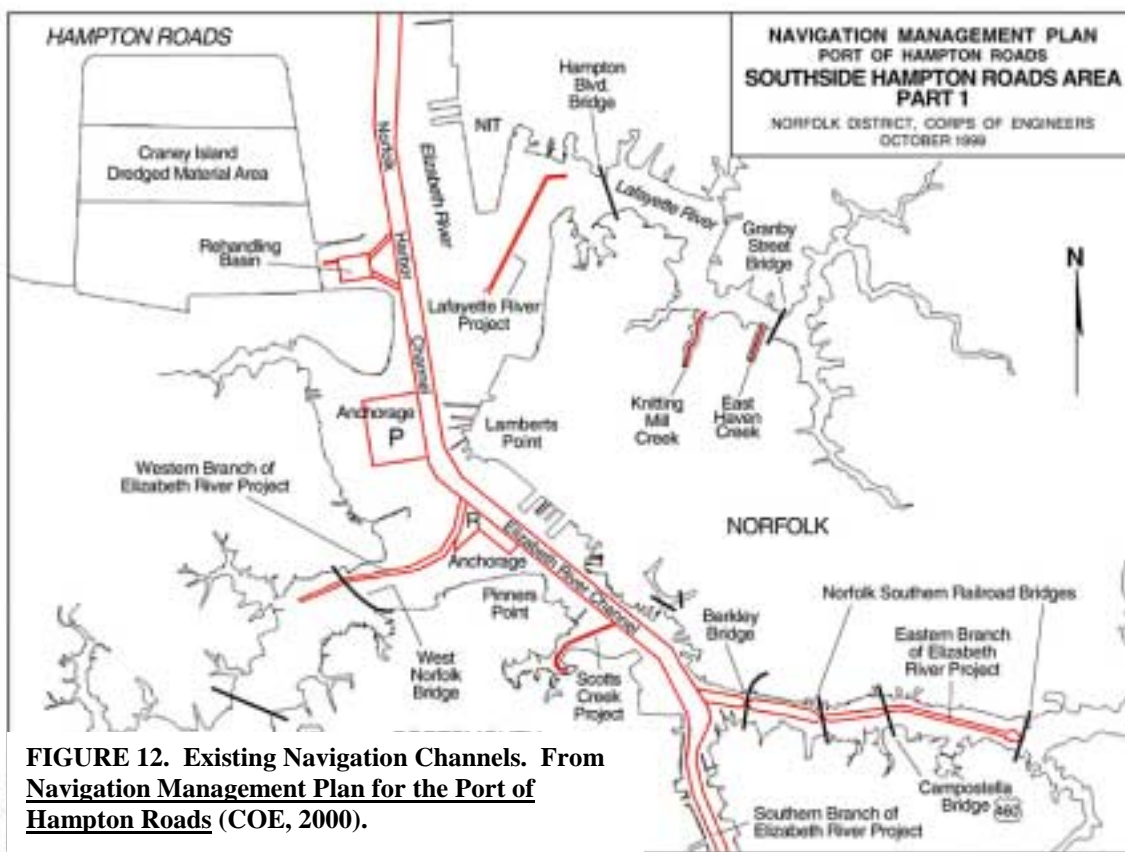 HAMPTON ROADS
NAVIGATION MANAGEMENT PLAN
PORT OF HAMPTON ROADS
SOUTHSIDE HAMPTON ROADS AREA
PART 1
NORFOLK DISTRICT, CORPS OF ENGINEERS
OCTOBER 1999
Craney Island
Dredged Material Area
Norfolk
Harbor
Channel
Elizabeth River
NIT
Hampton
Blvd.
Bridge
Lafayette River
Granby
Street
Bridge
N
Rehandling
Basin
Lafayette River
Project
Knitting
Mill
Creek
East
Haven
Creek
Anchorage
P
Lamberts
Point
Western Branch of
Elizabeth River Project
R
Anchorage
Elizabeth River Channel
NORFOLK
Pinners
Point
West
Norfolk
Bridge
Scotts
Creek
Project
Berkley
Bridge
Norfolk Southern Railroad Bridges
Eastern Branch
of Elizabeth
River Project
Campostella
Bridge
460
Southern Branch of
Elizabeth River Project
FIGURE 12. Existing Navigation Channels. From
Navigation Management Plan for the Port of
Hampton Roads (COE, 2000).